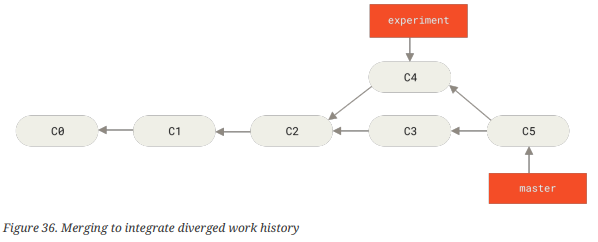 experiment
C4
C0
C1
C2
C3
C5
master
Figure 36. Merging to integrate diverged work history